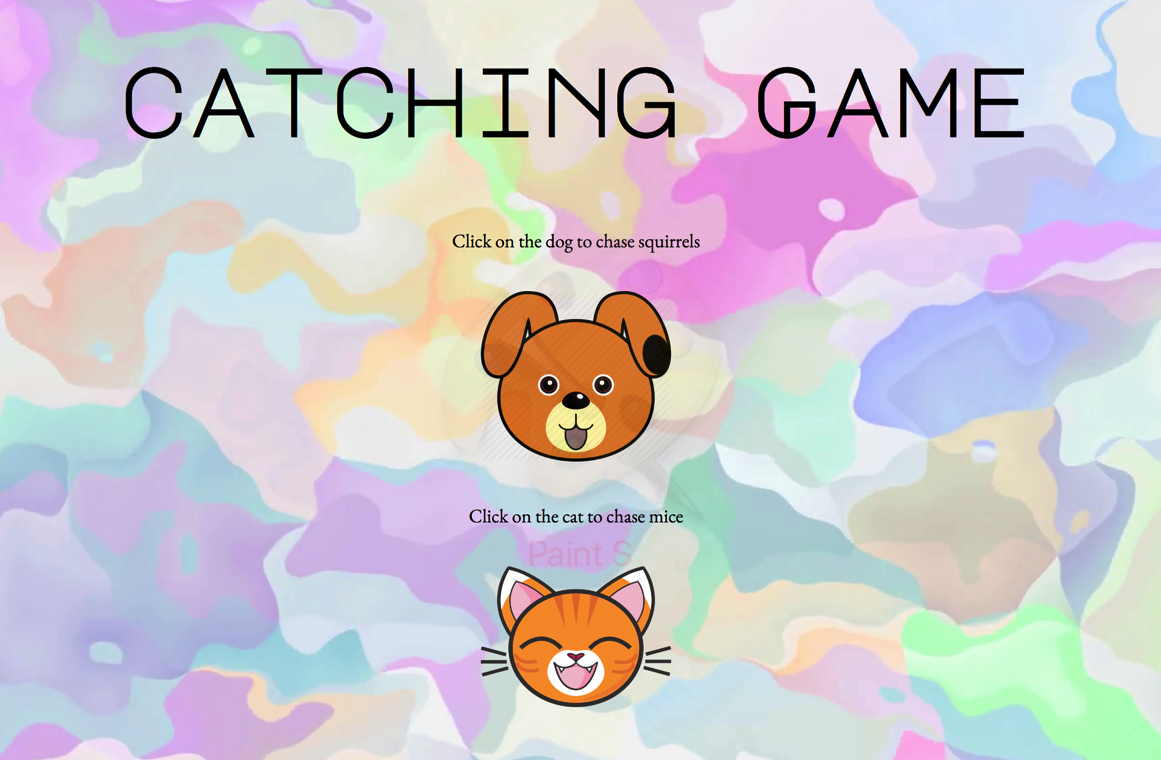 CATCHING GAME
Click on the dog to chase squirrels
Click on the cat to chase mice
Paint S